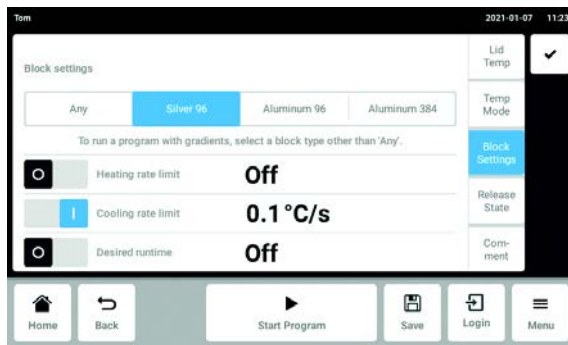 Tom
2021-01-07 11:23
Block settings
Any
Silver 96
Aluminum 96
Aluminum 384
To run a program with gradients, select a block type other than 'Any'.
Heating rate limit
Off
Cooling rate limit
0.1 °C/s
Desired runtime
Off
Lid
Temp
Temp
Mode
Block
Settings
Release
State
Com-
ment
Home
Back
Start Program
Save
Login
Menu